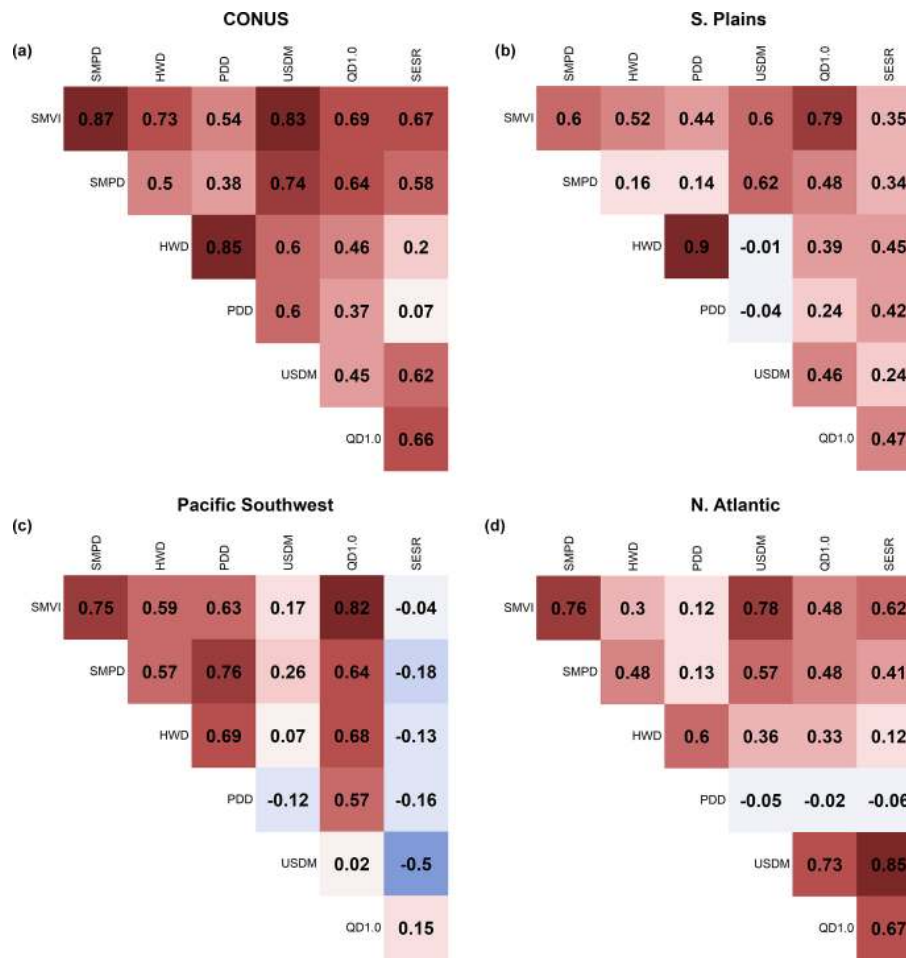 CONUS
(a)
SMPD HWD PDD USDM QD1.0 SESR
SMVI 0.87 0.73 0.54 0.83 0.69 0.67
SMPD 0.5 0.38 0.74 0.64 0.58
HWD 0.85 0.6 0.46 0.2
PDD 0.6 0.37 0.07
USDM 0.45 0.62
QD1.0 0.66
S. Plains
(b)
SMPD HWD PDD USDM QD1.0 SESR
SMVI 0.6 0.52 0.44 0.6 0.79 0.35
SMPD 0.16 0.14 0.62 0.48 0.34
HWD 0.9 -0.01 0.39 0.45
PDD -0.04 0.24 0.42
USDM 0.46 0.24
QD1.0 0.47
Pacific Southwest
(c)
SMPD HWD PDD USDM QD1.0 SESR
SMVI 0.75 0.59 0.63 0.17 0.82 -0.04
SMPD 0.57 0.76 0.26 0.64 -0.18
HWD 0.69 0.07 0.68 -0.13
PDD -0.12 0.57 -0.16
USDM 0.02 -0.5
QD1.0 0.15
N. Atlantic
(d)
SMPD HWD PDD USDM QD1.0 SESR
SMVI 0.76 0.3 0.12 0.78 0.48 0.62
SMPD 0.48 0.13 0.57 0.48 0.41
HWD 0.6 0.36 0.33 0.12
PDD -0.05 -0.02 -0.06
USDM 0.73 0.85
QD1.0 0.67